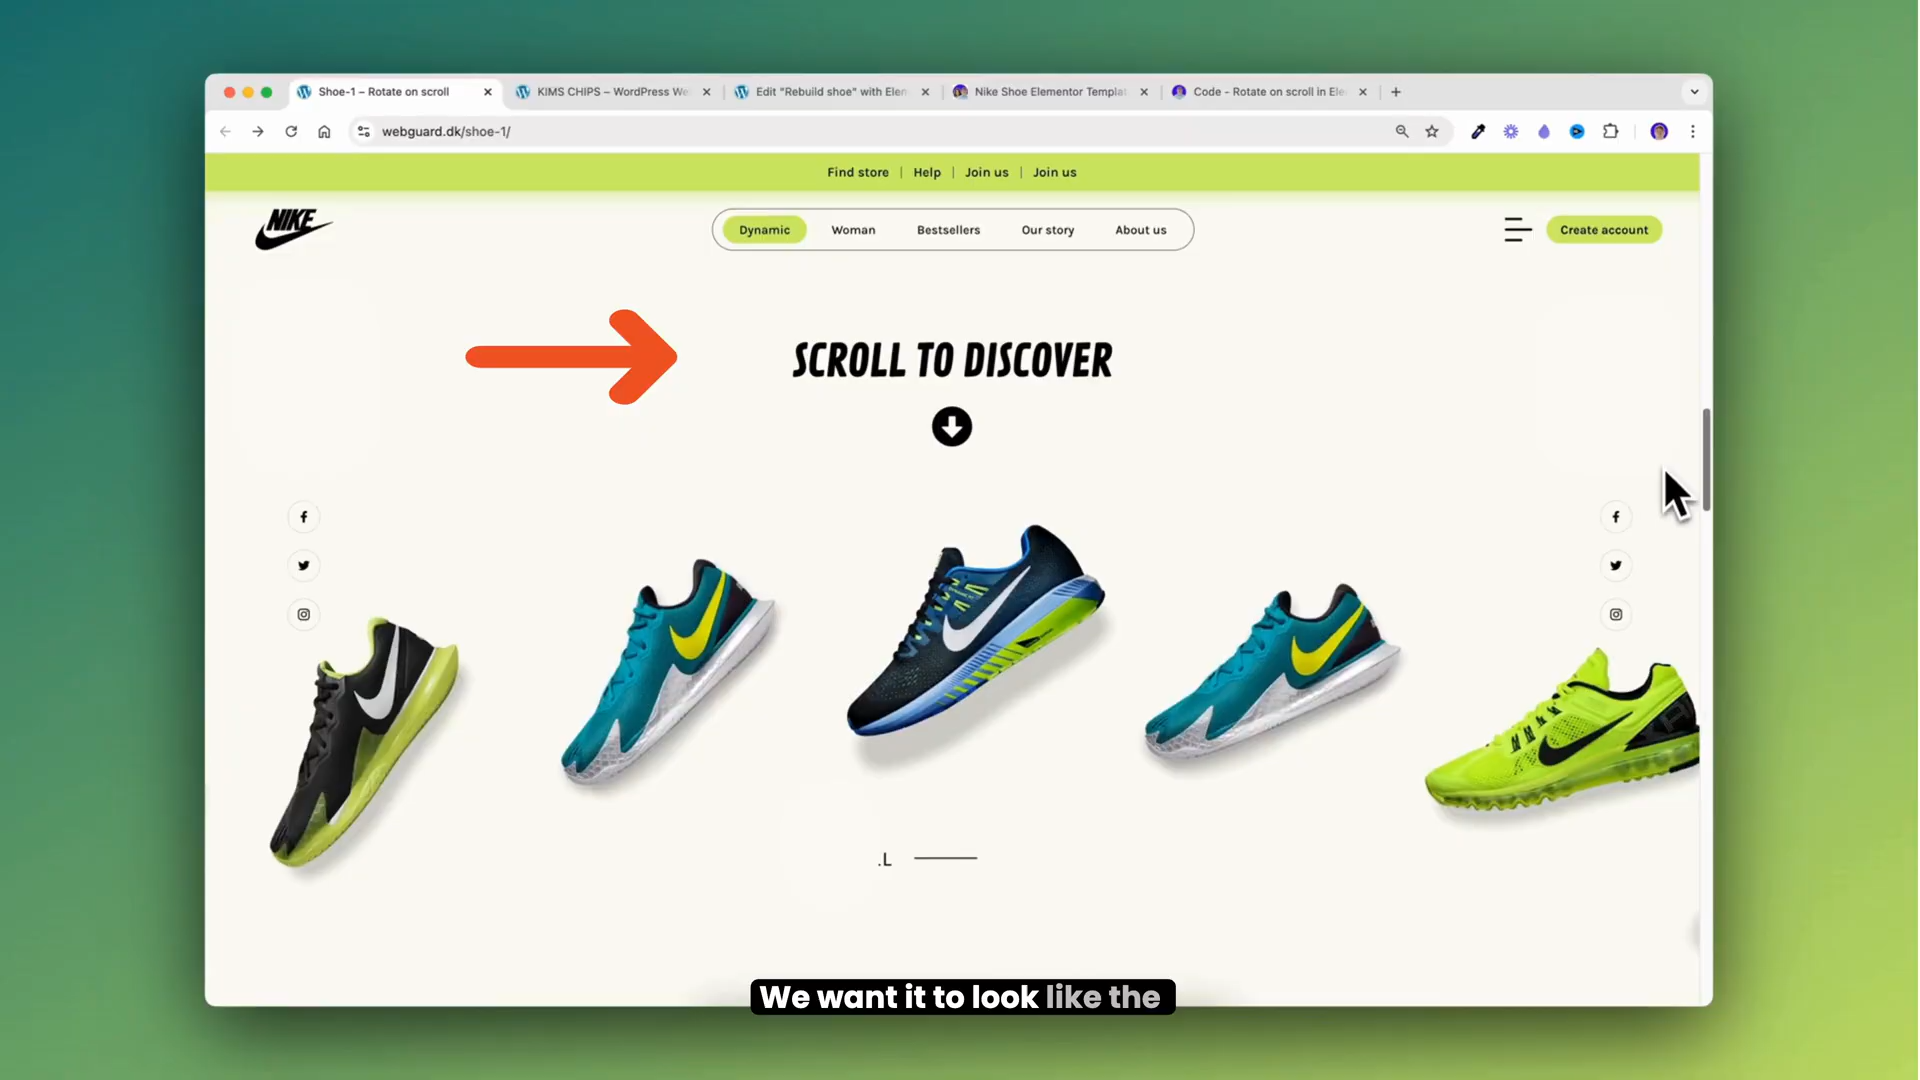 Shoe-1 – Rotate on scroll
KIMS CHIPS – WordPress We
Edit "Rebuild shoe" with Elen
Nike Shoe Elementor Templat
Code - Rotate on scroll in Ele
webguard.dk/shoe-1/
Find store | Help | Join us | Join us
NIKE
Dynamic
Woman
Bestsellers
Our story
About us
Create account
SCROLL TO DISCOVER
.L
We want it to look like the